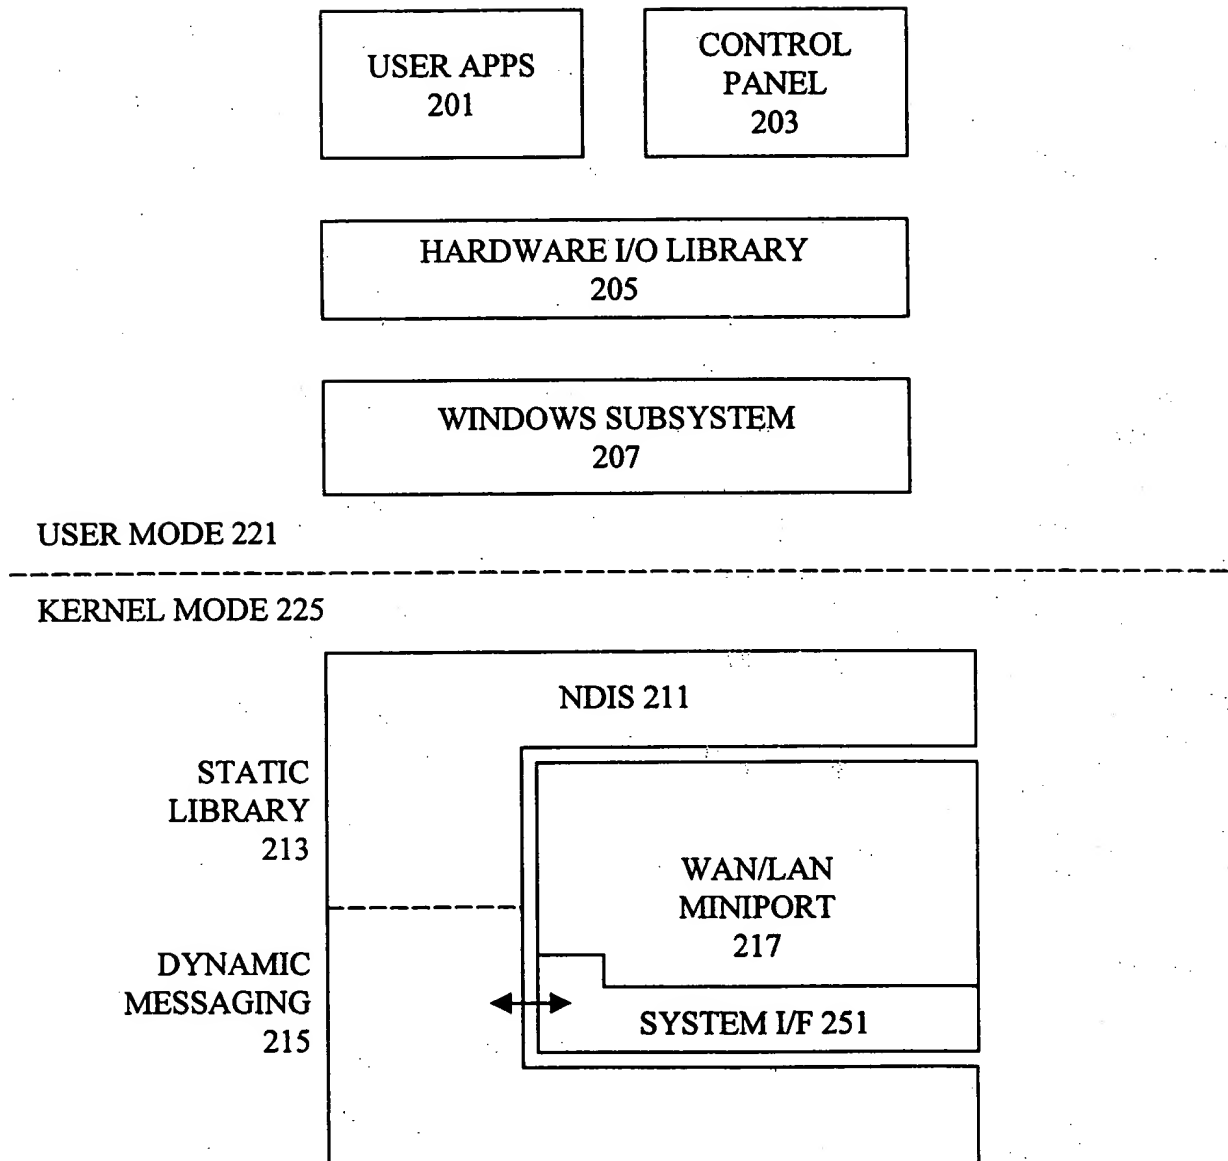 USER APPS
201
CONTROL
PANEL
203
HARDWARE I/O LIBRARY
205
WINDOWS SUBSYSTEM
207
USER MODE 221
KERNEL MODE 225
NDIS 211
STATIC
LIBRARY
213
WAN/LAN
MINIPORT
217
DYNAMIC
MESSAGING
215
SYSTEM I/F 251